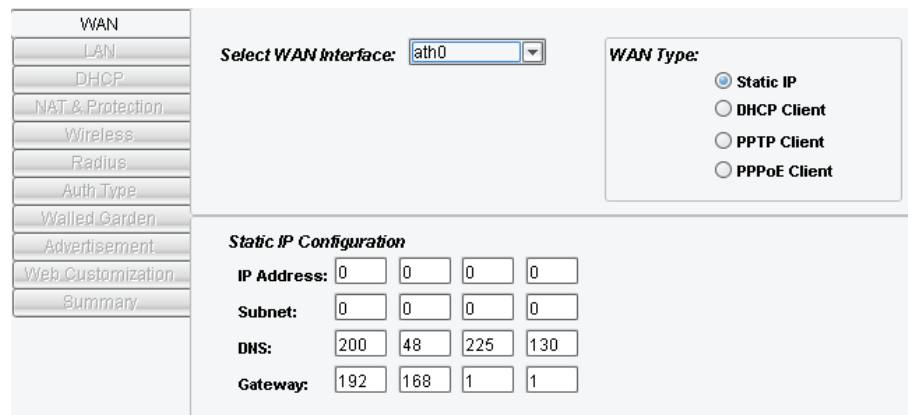 WAN
LAN
DHCP
NAT & Protection
Wireless
Radius
Auth Type
Walled Garden
Advertisement
Web Customization
Summary
Select WAN Interface: ath0
WAN Type:
Static IP
DHCP Client
PPTP Client
PPPoE Client
Static IP Configuration
IP Address: 0 0 0 0
Subnet: 0 0 0 0
DNS: 200 48 225 130
Gateway: 192 168 1 1